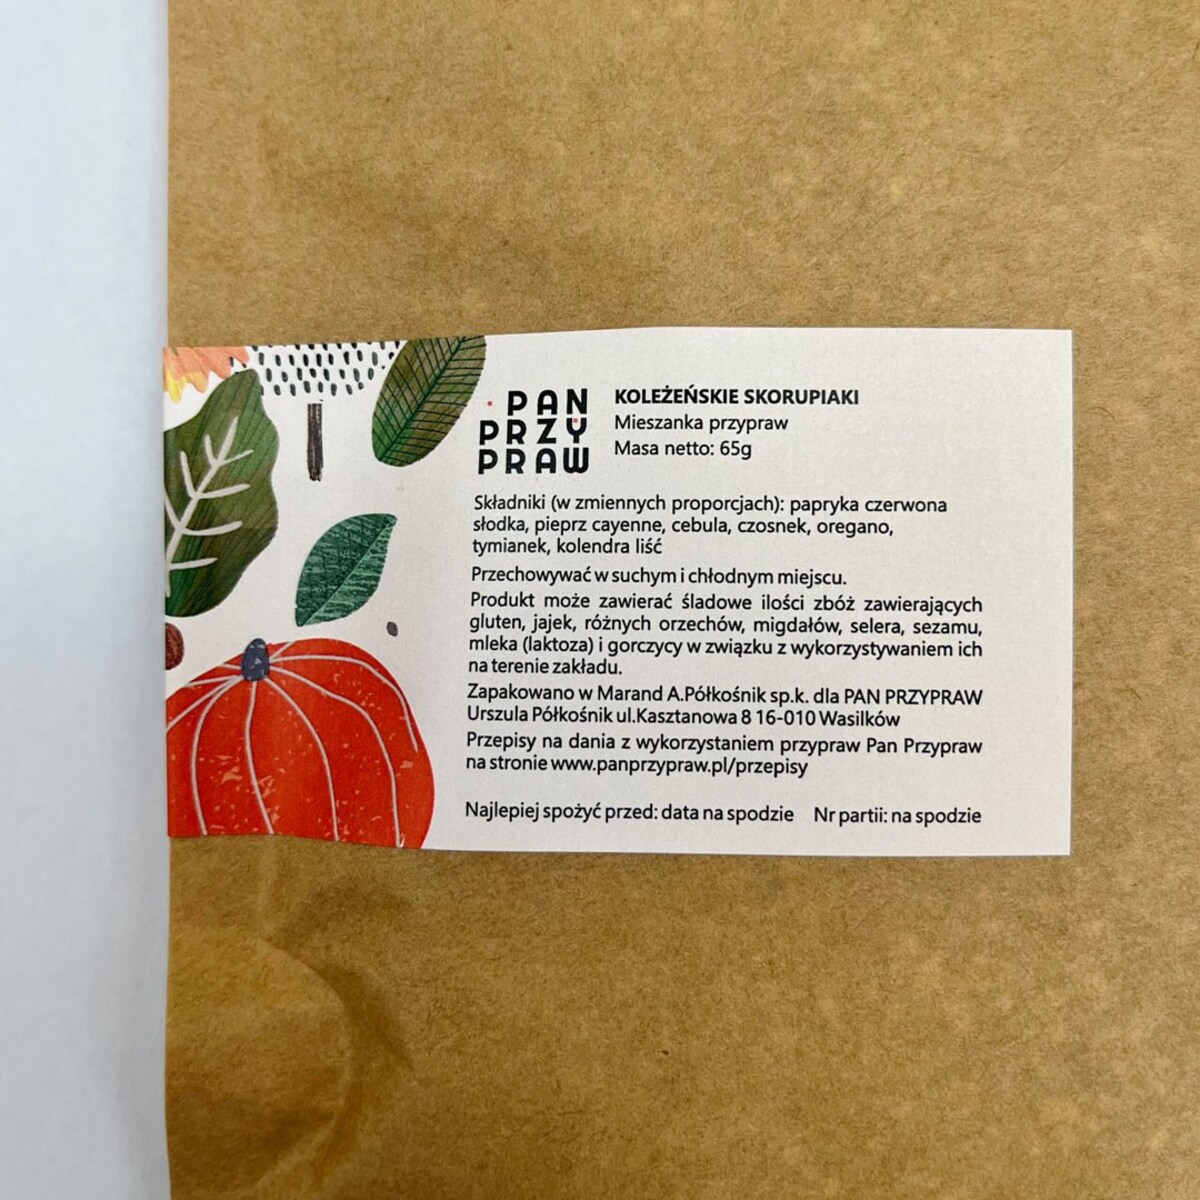 PAN
PRZY
PRAW
KOLEŻEŃSKIE SKORUPIAKI
Mieszanka przypraw
Masa netto: 65g
Składniki (w zmiennych proporcjach): papryka czerwona
słodka, pieprz cayenne, cebula, czosnek, oregano,
tymianek, kolendra liść
Przechowywać w suchym i chłodnym miejscu.
Produkt może zawierać śladowe ilości zbóż zawierających
gluten, jajek, różnych orzechów, migdałów, selera, sezamu,
mleka (laktoza) i gorczycy w związku z wykorzystywaniem ich
na terenie zakładu.
Zapakowano w Marand A.Półkośnik sp.k. dla PAN PRZYPRAW
Urszula Półkośnik ul.Kasztanowa 8 16-010 Wasilków
Przepisy na dania z wykorzystaniem przypraw Pan Przypraw
na stronie www.panprzypraw.pl/przepisy
Najlepiej spożyć przed: data na spodzie Nr partii: na spodzie